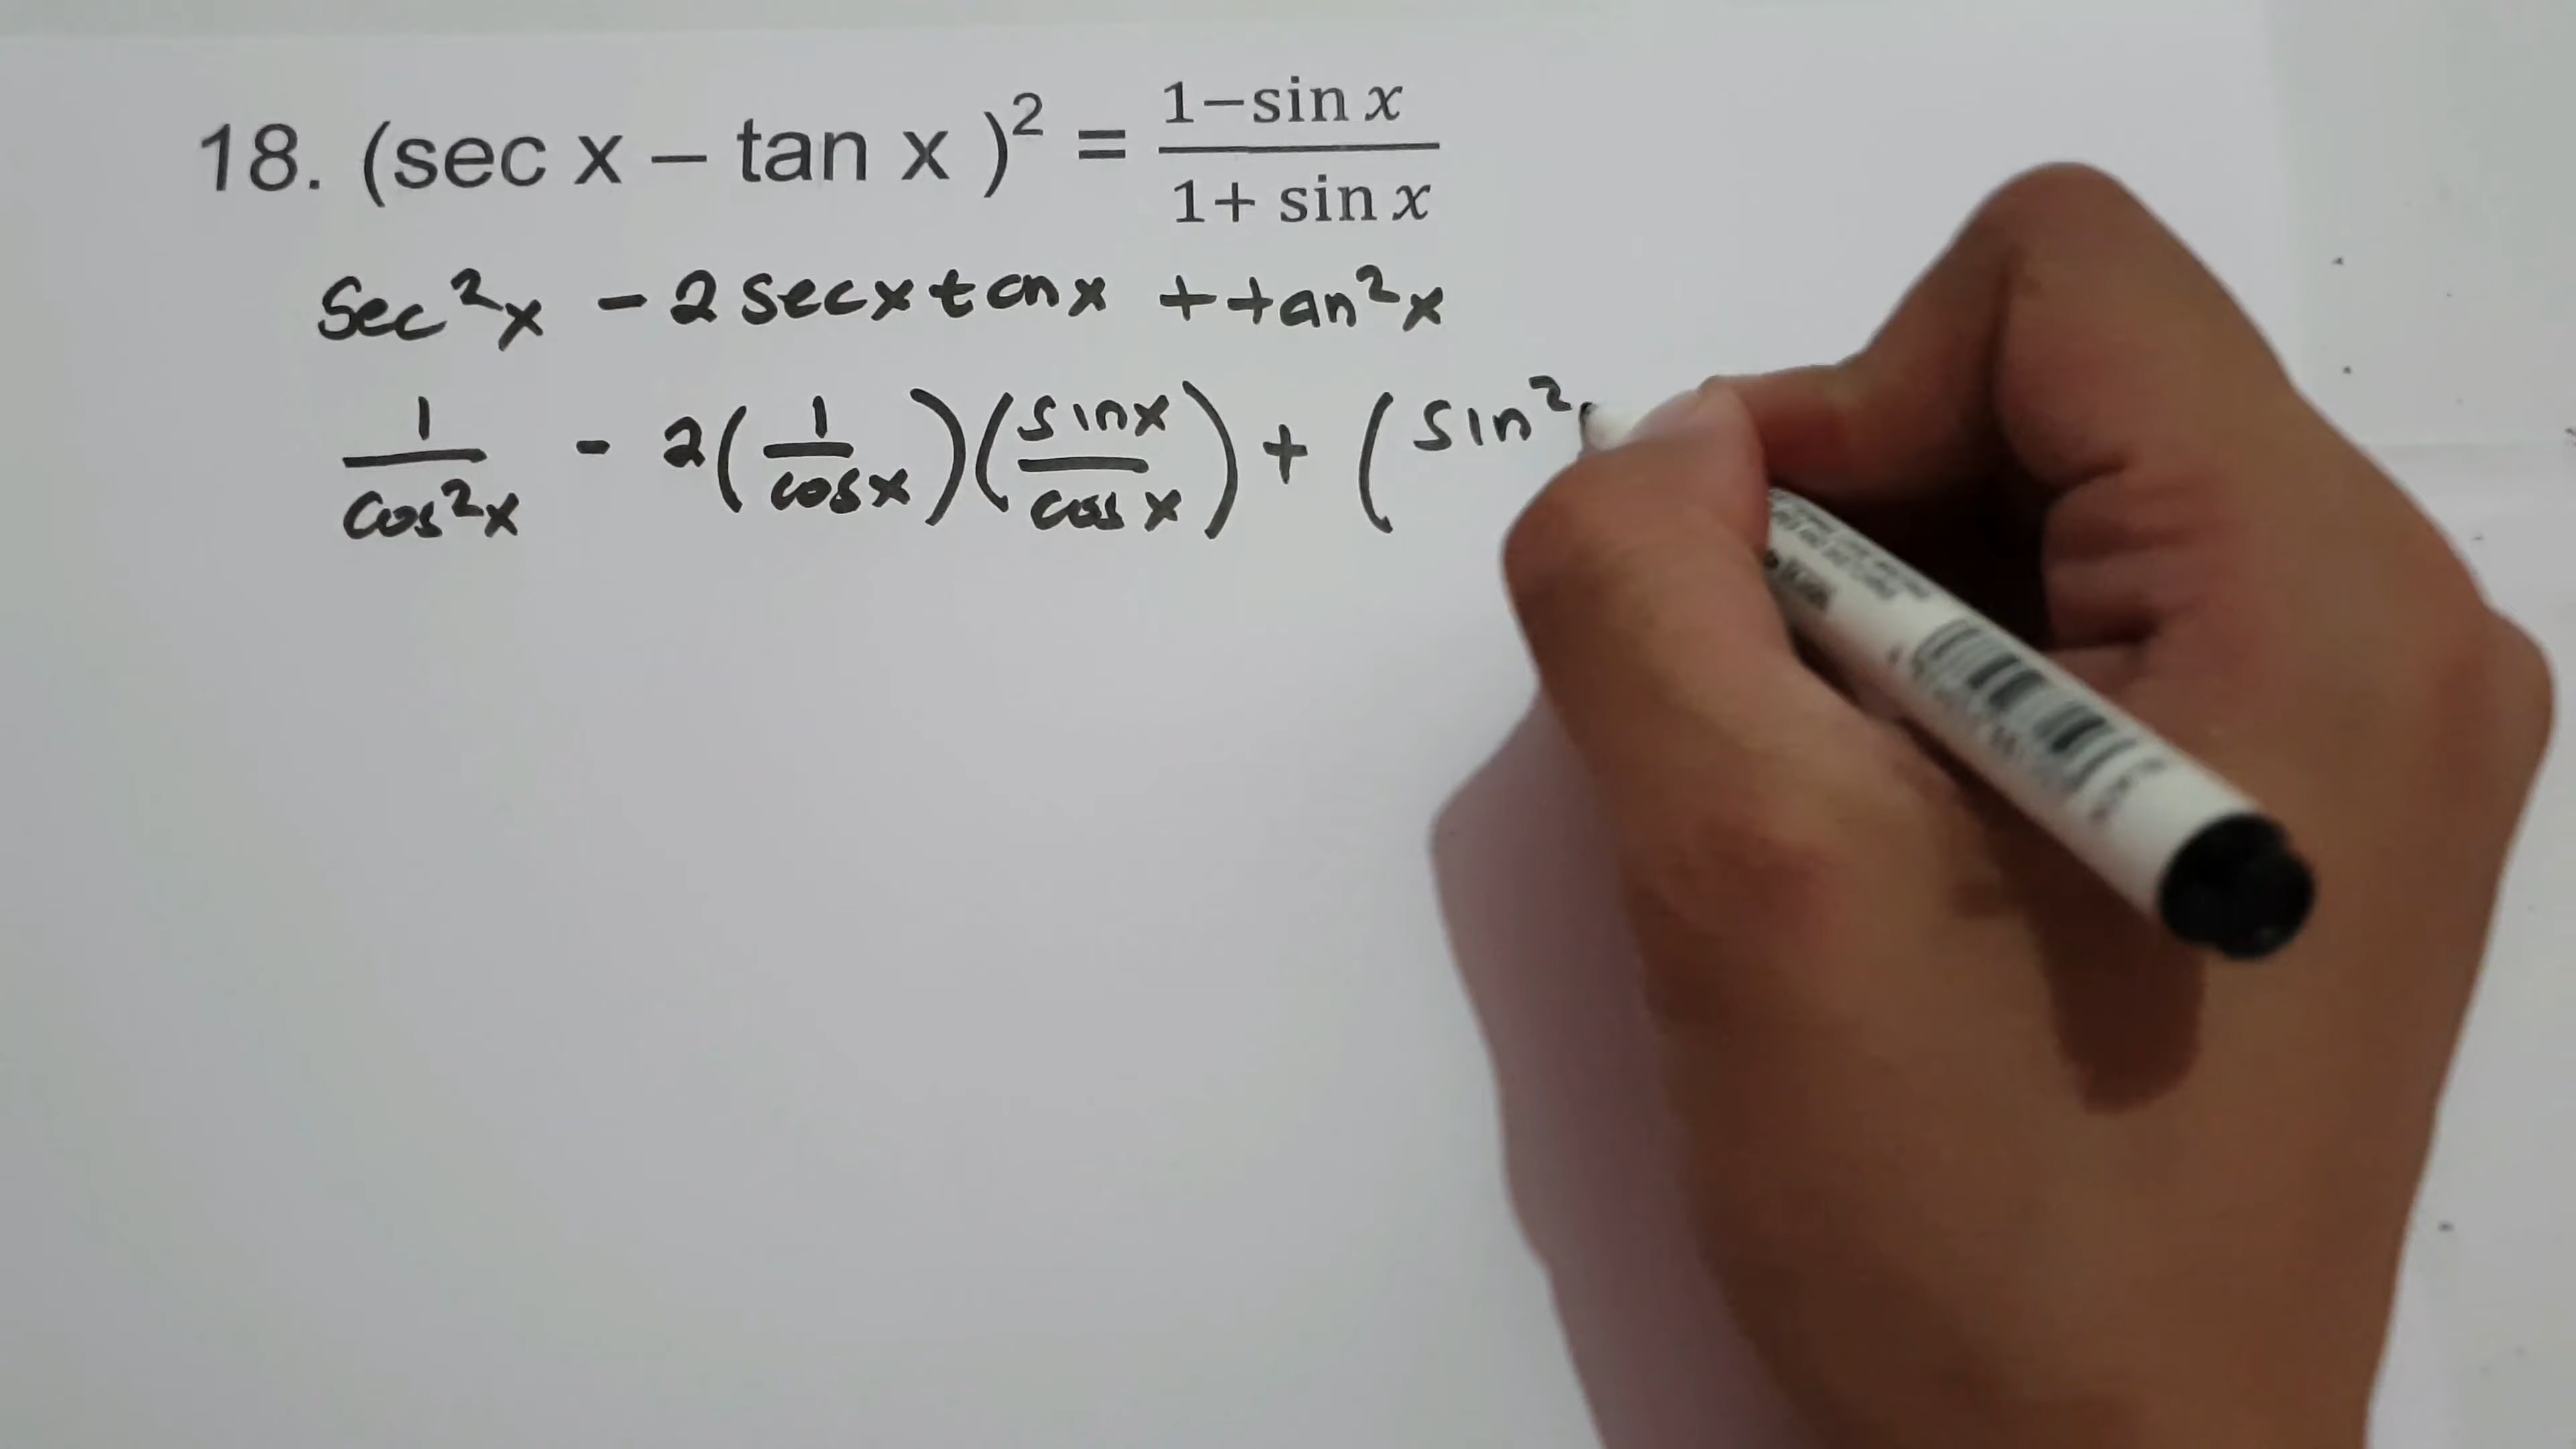 18. (sec x – tan x )² = (1−sin x)/(1+ sin x)
Sec²x - 2 secx tan x + tan²x
1/cos²x - 2(1/cosx)(sinx/cosx) + (sin²